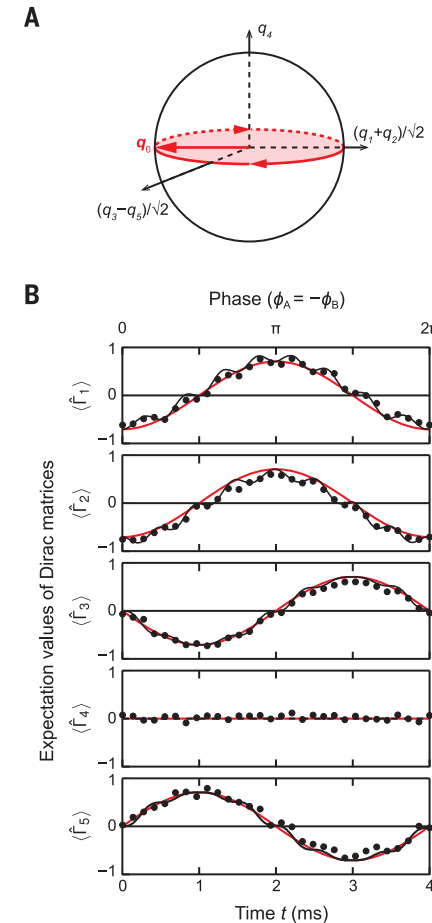 A
q4
(q1+q2)/√2
q0
(q3−q5)/√2
B
Phase (ϕA = −ϕB)
0 π 2π
Expectation values of Dirac matrices
⟨Γ̂1⟩
1
0
−1
⟨Γ̂2⟩
1
0
−1
⟨Γ̂3⟩
1
0
−1
⟨Γ̂4⟩
1
0
−1
⟨Γ̂5⟩
1
0
−1
0 1 2 3 4
Time t (ms)